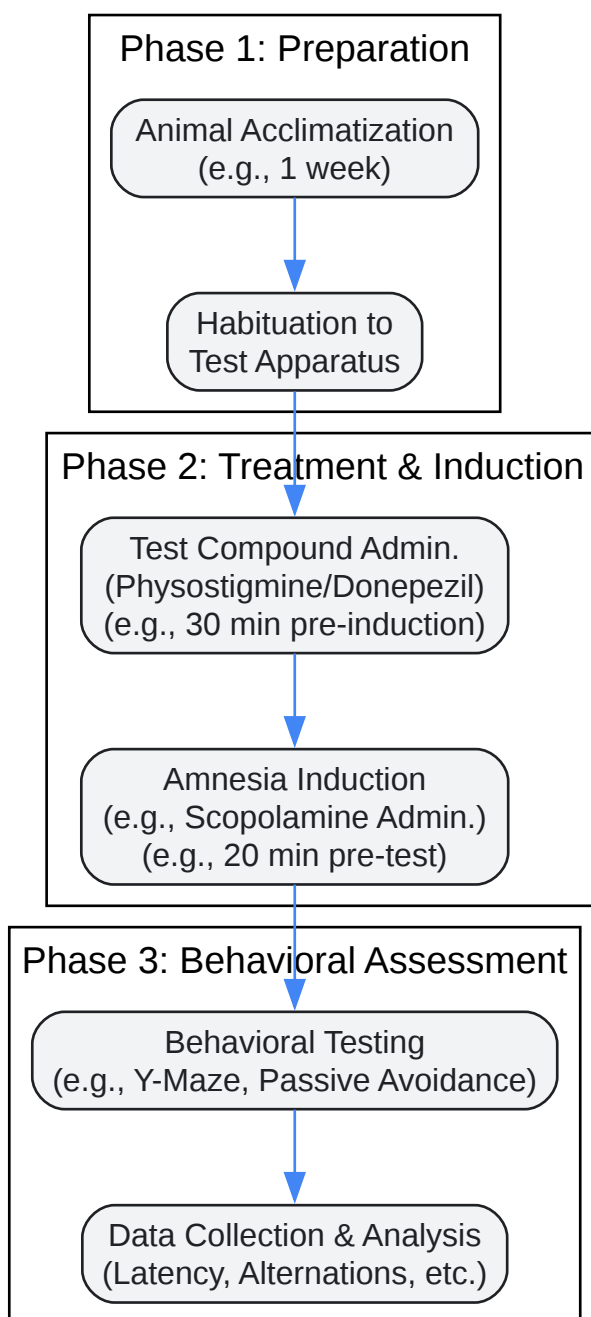 Phase 1: Preparation
Animal Acclimatization
(e.g., 1 week)
Habituation to
Test Apparatus
Phase 2: Treatment & Induction
Test Compound Admin.
(Physostigmine/Donepezil)
(e.g., 30 min pre-induction)
Amnesia Induction
(e.g., Scopolamine Admin.)
(e.g., 20 min pre-test)
Phase 3: Behavioral Assessment
Behavioral Testing
(e.g., Y-Maze, Passive Avoidance)
Data Collection & Analysis
(Latency, Alternations, etc.)